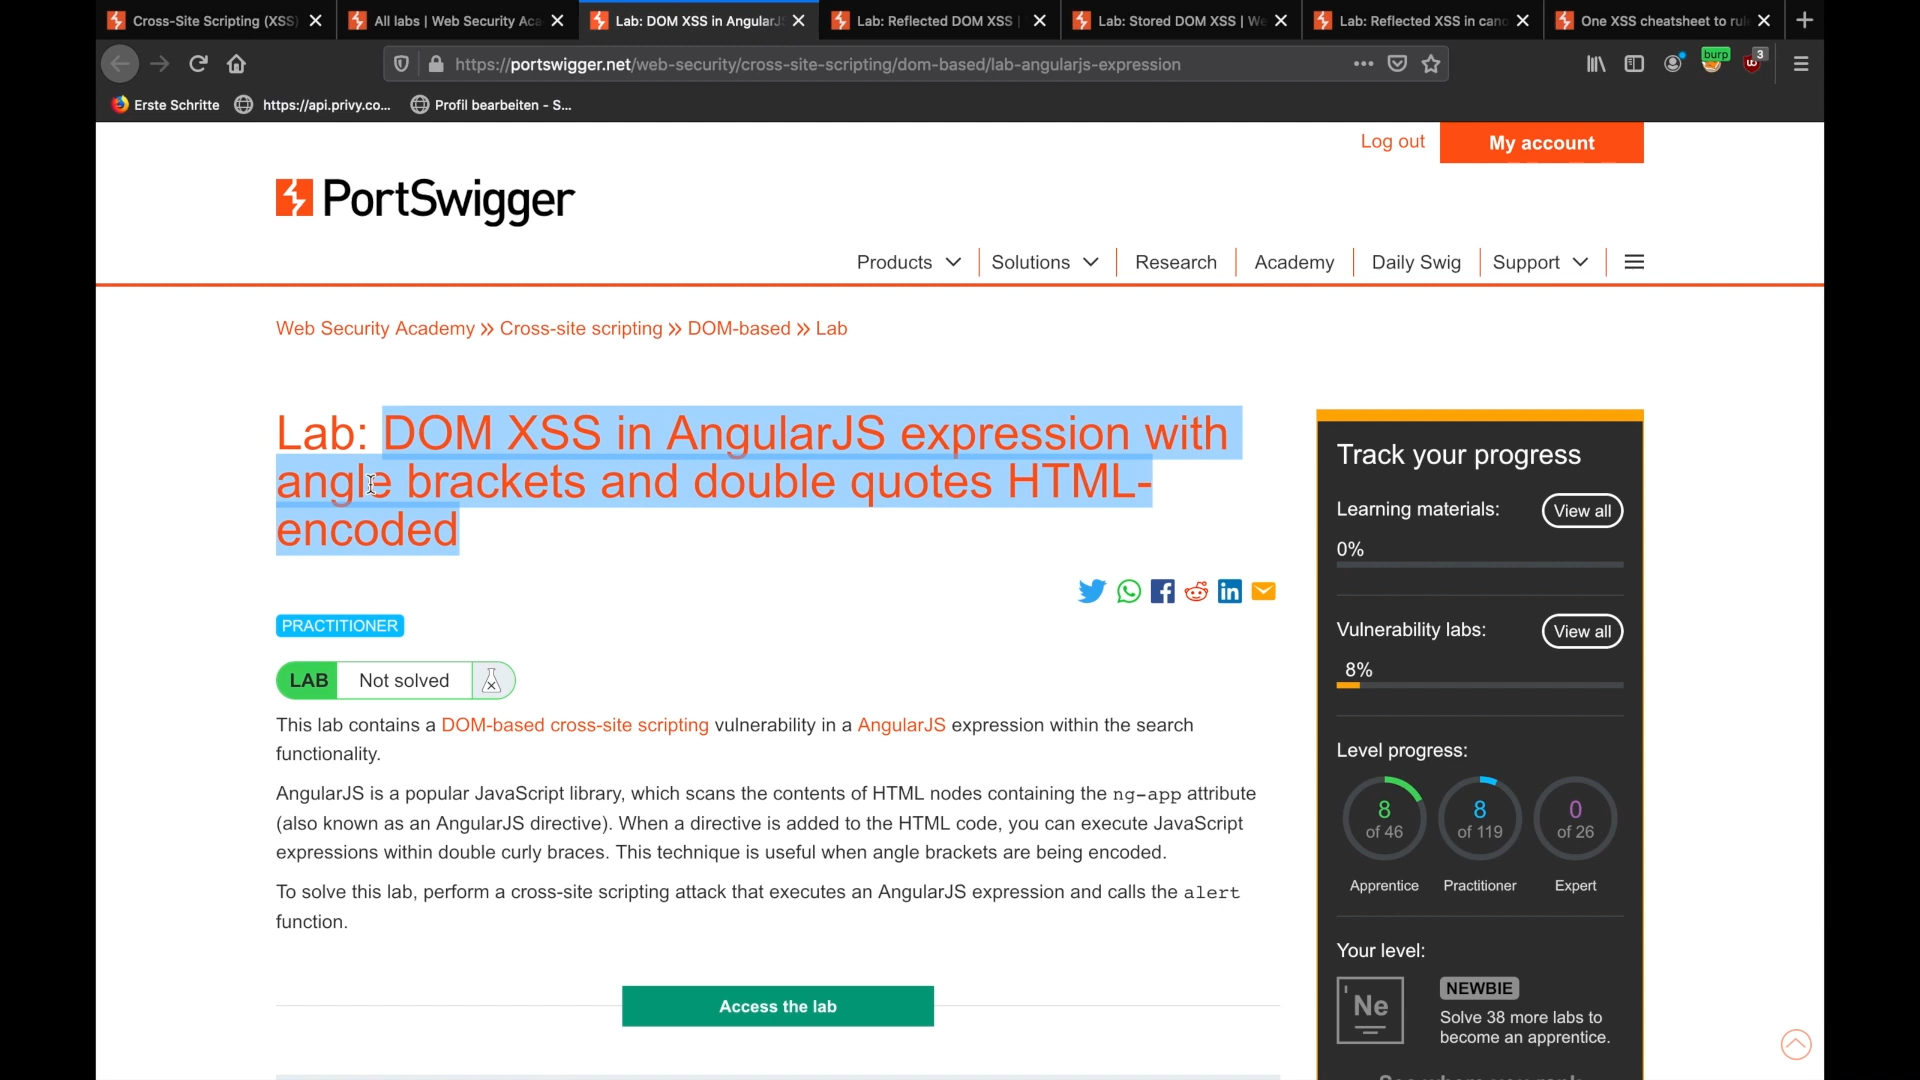 Cross-Site Scripting (XSS)
All labs | Web Security Aca
Lab: DOM XSS in AngularJ
Lab: Reflected DOM XSS |
Lab: Stored DOM XSS | We
Lab: Reflected XSS in cano
One XSS cheatsheet to rul
https://portswigger.net/web-security/cross-site-scripting/dom-based/lab-angularjs-expression
burp
3
Erste Schritte
https://api.privy.co...
Profil bearbeiten - S...
Log out
My account
PortSwigger
Products
Solutions
Research
Academy
Daily Swig
Support
Web Security Academy » Cross-site scripting » DOM-based » Lab
Lab: DOM XSS in AngularJS expression with
angle brackets and double quotes HTML-
encoded
PRACTITIONER
LAB Not solved
This lab contains a DOM-based cross-site scripting vulnerability in a AngularJS expression within the search
functionality.
AngularJS is a popular JavaScript library, which scans the contents of HTML nodes containing the ng-app attribute
(also known as an AngularJS directive). When a directive is added to the HTML code, you can execute JavaScript
expressions within double curly braces. This technique is useful when angle brackets are being encoded.
To solve this lab, perform a cross-site scripting attack that executes an AngularJS expression and calls the alert
function.
Access the lab
Track your progress
Learning materials:
View all
0%
Vulnerability labs:
View all
8%
Level progress:
8
of 46
8
of 119
0
of 26
Apprentice
Practitioner
Expert
Your level:
Ne
NEWBIE
Solve 38 more labs to
become an apprentice.